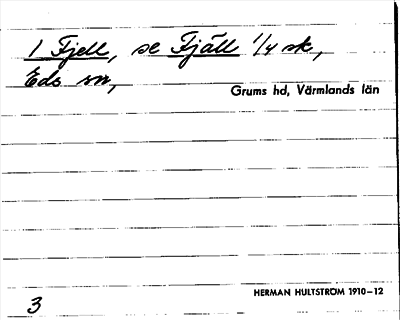 1 Fjell, se Fjäll 1/4 sk,
Eds sn,
Grums hd, Värmlands län
HERMAN HULTSTRÖM 1910–12
3